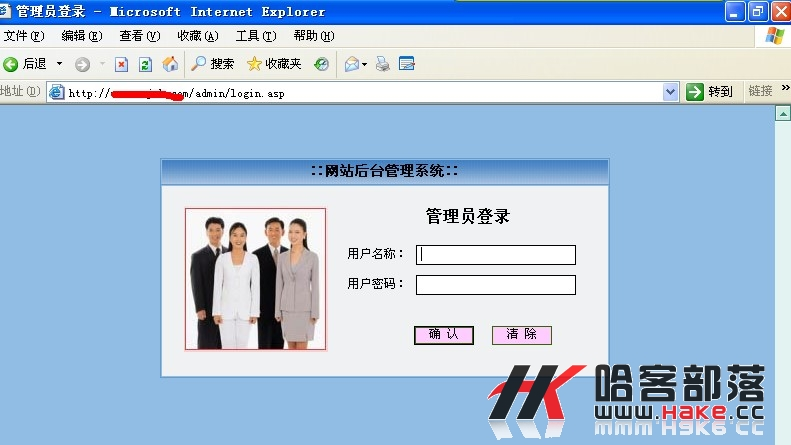 管理员登录 - Microsoft Internet Explorer
文件(F) 编辑(E) 查看(V) 收藏(A) 工具(T) 帮助(H)
后退 搜索 收藏夹
地址(D) http:// /admin/login.asp 转到 链接 »
::网站后台管理系统::
管理员登录
用户名称：
用户密码：
确 认 清 除
哈客部落
www.HAKE.cc